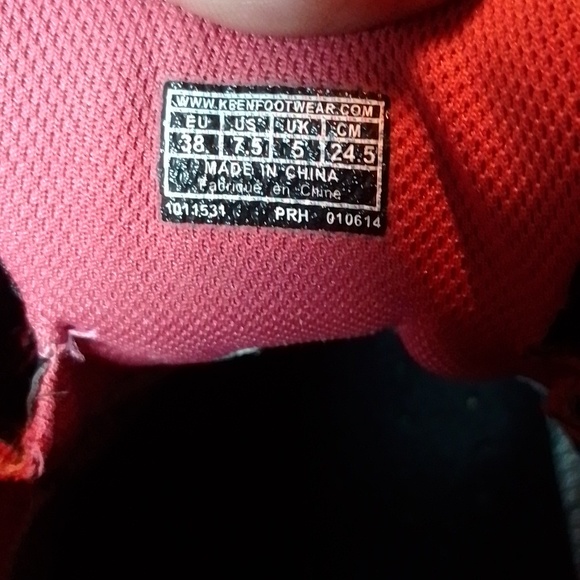 WWW.KEENFOOTWEAR.COM
EU US UK CM
38 7.5 5 24.5
MADE IN CHINA
Fabriqué en Chine
1011531 PRH 010614